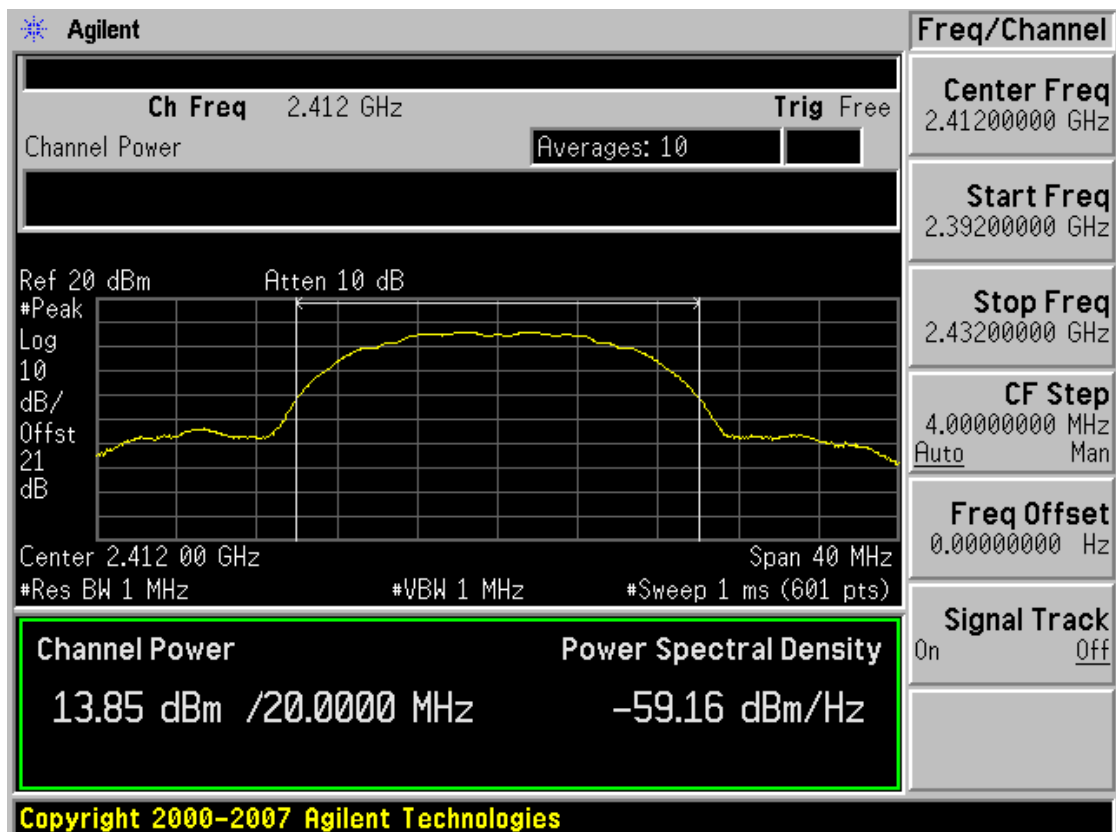 Agilent
Freq/Channel
Ch Freq 2.412 GHz Trig Free
Channel Power Averages: 10
Ref 20 dBm Atten 10 dB
#Peak
Log
10
dB/
Offst
21
dB
Center 2.412 00 GHz Span 40 MHz
#Res BW 1 MHz #VBW 1 MHz #Sweep 1 ms (601 pts)
Channel Power Power Spectral Density
13.85 dBm /20.0000 MHz -59.16 dBm/Hz
Center Freq
2.41200000 GHz
Start Freq
2.39200000 GHz
Stop Freq
2.43200000 GHz
CF Step
4.00000000 MHz
Auto Man
Freq Offset
0.00000000 Hz
Signal Track
On Off
Copyright 2000-2007 Agilent Technologies